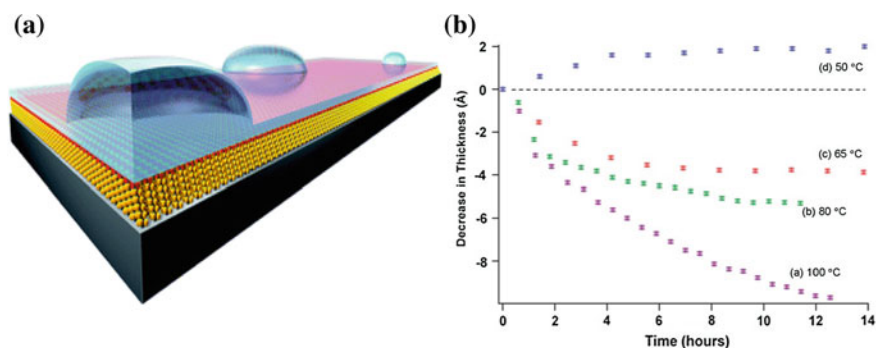 (a)
(b)
Decrease in Thickness (Å)
2
0
-2
-4
-6
-8
(d) 50 °C
(c) 65 °C
(b) 80 °C
(a) 100 °C
0 2 4 6 8 10 12 14
Time (hours)